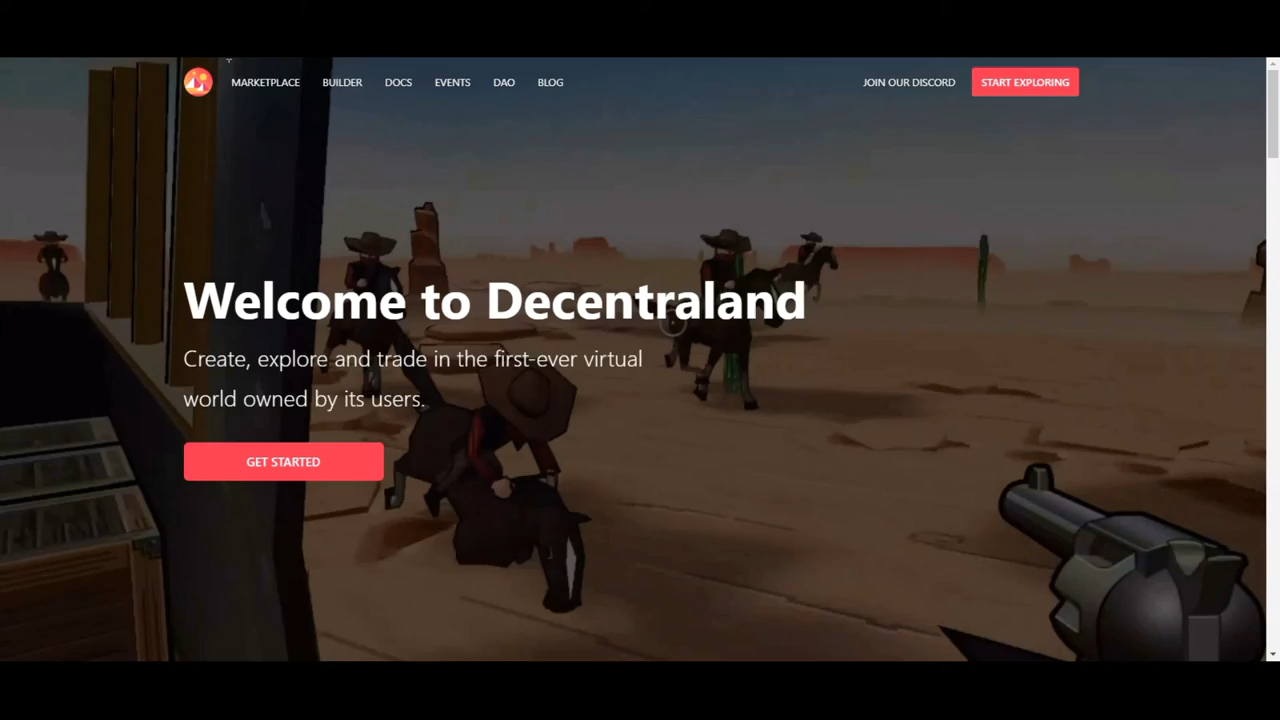 MARKETPLACE BUILDER DOCS EVENTS DAO BLOG JOIN OUR DISCORD START EXPLORING
Welcome to Decentraland
Create, explore and trade in the first-ever virtual
world owned by its users.
GET STARTED